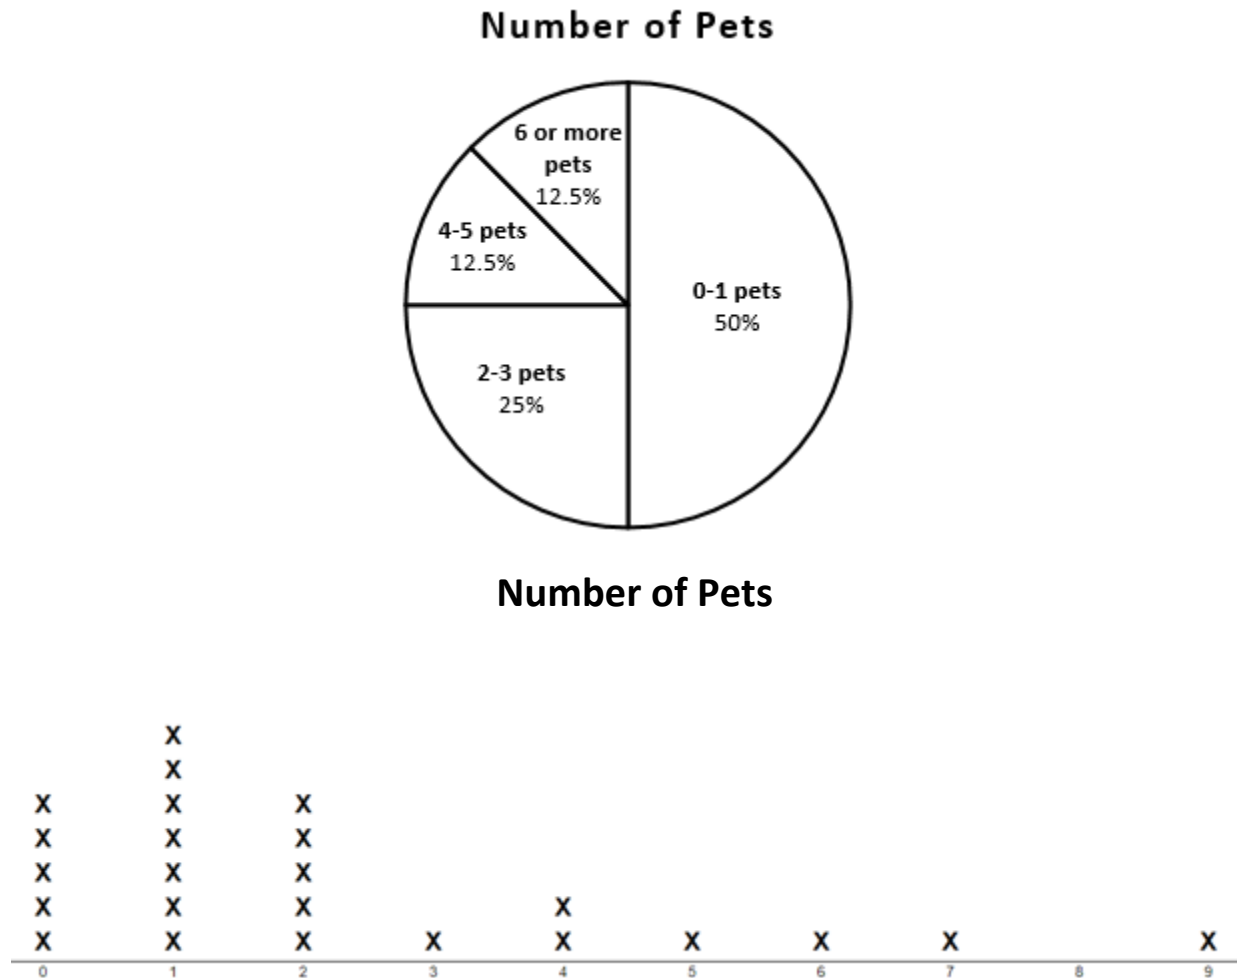 Number of Pets
6 or more
pets
12.5%
4-5 pets
12.5%
0-1 pets
50%
2-3 pets
25%
Number of Pets
X
X
X X X
X X X
X X X
X X X X
X X X X X X X X X
0 1 2 3 4 5 6 7 8 9